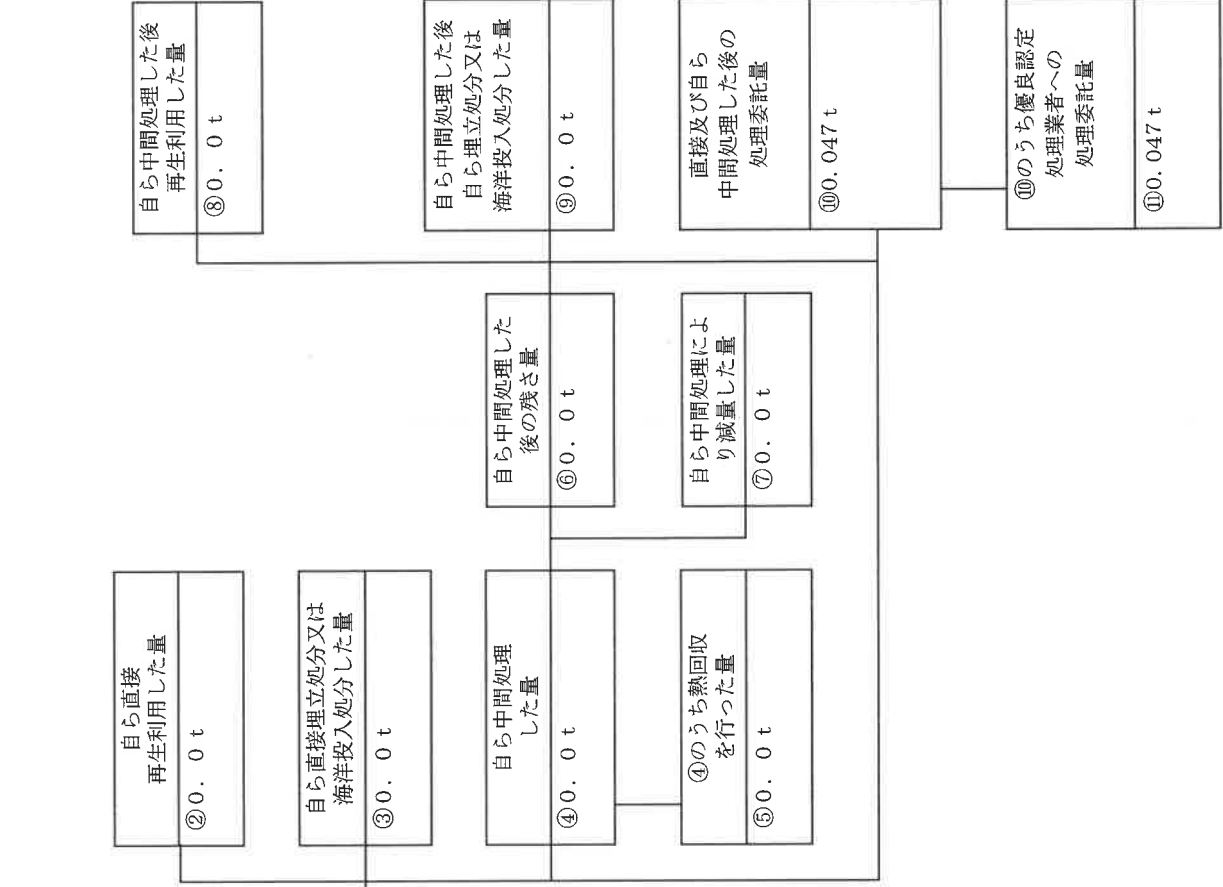 自ら直接
再生利用した量
②0．0ｔ
自ら直接埋立処分又は
海洋投入処分した量
③0．0ｔ
自ら中間処理
した量
④0．0ｔ
④のうち熱回収
を行った量
⑤0．0ｔ
自ら中間処理した
後の残さ量
⑥0．0ｔ
自ら中間処理によ
り減量した量
⑦0．0ｔ
自ら中間処理した後
再生利用した量
⑧0．0ｔ
自ら中間処理した後
自ら埋立処分又は
海洋投入処分した量
⑨0．0ｔ
直接及び自ら
中間処理した後の
処理委託量
⑩0.047ｔ
⑩のうち優良認定
処理業者への
処理委託量
⑪0.047ｔ